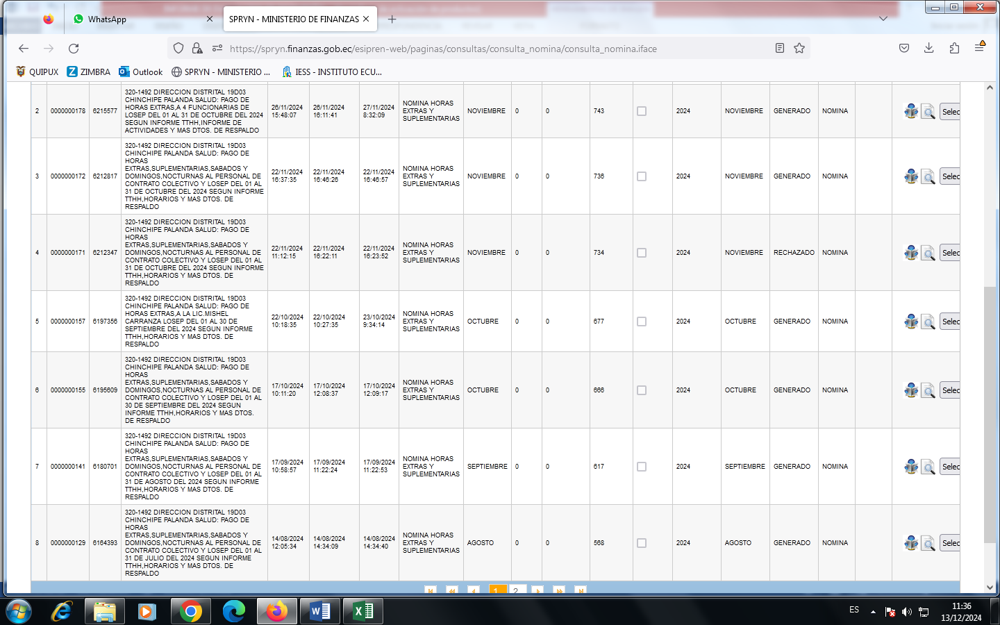 WhatsApp
SPRYN - MINISTERIO DE FINANZAS
https://spryn.finanzas.gob.ec/esipren-web/paginas/consultas/consulta_nomina/consulta_nomina.iface
QUIPUX
ZIMBRA
Outlook
SPRYN - MINISTERIO ...
IESS - INSTITUTO ECU...
320-1492 DIRECCION DISTRITAL 19D03
CHINCHIPE PALANDA SALUD: PAGO DE
HORAS EXTRAS,A 4 FUNCIONARIAS DE
LOSEP DEL 01 AL 31 DE OCTUBRE DEL 2024
SEGUN INFORME TTHH,INFORME DE
ACTIVIDADES Y MAS DTOS. DE RESPALDO
2 0000000178 6215577
26/11/2024
15:48:07
26/11/2024
16:11:41
27/11/2024
8:32:09
NOMINA HORAS
EXTRAS Y
SUPLEMENTARIAS
NOVIEMBRE 0 0 743 2024 NOVIEMBRE GENERADO NOMINA Selec
320-1492 DIRECCION DISTRITAL 19D03
CHINCHIPE PALANDA SALUD: PAGO DE
HORAS
EXTRAS,SUPLEMENTARIAS,SABADOS Y
DOMINGOS,NOCTURNAS AL PERSONAL DE
CONTRATO COLECTIVO Y LOSEP DEL 01 AL
31 DE OCTUBRE DEL 2024 SEGUN INFORME
TTHH,HORARIOS Y MAS DTOS. DE
RESPALDO
3 0000000172 6212817
22/11/2024
16:37:35
22/11/2024
16:46:26
22/11/2024
16:46:57
NOMINA HORAS
EXTRAS Y
SUPLEMENTARIAS
NOVIEMBRE 0 0 736 2024 NOVIEMBRE GENERADO NOMINA Selec
320-1492 DIRECCION DISTRITAL 19D03
CHINCHIPE PALANDA SALUD: PAGO DE
HORAS
EXTRAS,SUPLEMENTARIAS,SABADOS Y
DOMINGOS,NOCTURNAS AL PERSONAL DE
CONTRATO COLECTIVO Y LOSEP DEL 01 AL
31 DE OCTUBRE DEL 2024 SEGUN INFORME
TTHH,HORARIOS Y MAS DTOS. DE
RESPALDO
4 0000000171 6212347
22/11/2024
11:12:15
22/11/2024
16:22:11
22/11/2024
16:23:52
NOMINA HORAS
EXTRAS Y
SUPLEMENTARIAS
NOVIEMBRE 0 0 734 2024 NOVIEMBRE RECHAZADO NOMINA Selec
320-1492 DIRECCION DISTRITAL 19D03
CHINCHIPE PALANDA SALUD: PAGO DE
HORAS EXTRAS,A LA LIC.MISHEL
CARRANZA LOSEP DEL 01 AL 30 DE
SEPTIEMBRE DEL 2024 SEGUN INFORME
TTHH,HORARIOS Y MAS DTOS. DE
RESPALDO
5 0000000157 6197356
22/10/2024
10:18:35
22/10/2024
10:27:35
23/10/2024
9:34:14
NOMINA HORAS
EXTRAS Y
SUPLEMENTARIAS
OCTUBRE 0 0 677 2024 OCTUBRE GENERADO NOMINA Selec
320-1492 DIRECCION DISTRITAL 19D03
CHINCHIPE PALANDA SALUD: PAGO DE
HORAS
EXTRAS,SUPLEMENTARIAS,SABADOS Y
DOMINGOS,NOCTURNAS AL PERSONAL DE
CONTRATO COLECTIVO Y LOSEP DEL 01 AL
30 DE SEPTIEMBRE DEL 2024 SEGUN
INFORME TTHH,HORARIOS Y MAS DTOS.
DE RESPALDO
6 0000000155 6195609
17/10/2024
10:11:20
17/10/2024
12:08:37
17/10/2024
12:09:17
NOMINA HORAS
EXTRAS Y
SUPLEMENTARIAS
OCTUBRE 0 0 666 2024 OCTUBRE GENERADO NOMINA Selec
320-1492 DIRECCION DISTRITAL 19D03
CHINCHIPE PALANDA SALUD: PAGO DE
HORAS
EXTRAS,SUPLEMENTARIAS,SABADOS Y
DOMINGOS,NOCTURNAS AL PERSONAL DE
CONTRATO COLECTIVO Y LOSEP DEL 01 AL
31 DE AGOSTO DEL 2024 SEGUN INFORME
TTHH,HORARIOS Y MAS DTOS. DE
RESPALDO
7 0000000141 6180701
17/09/2024
10:58:57
17/09/2024
11:22:24
17/09/2024
11:22:53
NOMINA HORAS
EXTRAS Y
SUPLEMENTARIAS
SEPTIEMBRE 0 0 617 2024 SEPTIEMBRE GENERADO NOMINA Selec
320-1492 DIRECCION DISTRITAL 19D03
CHINCHIPE PALANDA SALUD: PAGO DE
HORAS
EXTRAS,SUPLEMENTARIAS,SABADOS Y
DOMINGOS,NOCTURNAS AL PERSONAL DE
CONTRATO COLECTIVO Y LOSEP DEL 01 AL
31 DE JULIO DEL 2024 SEGUN INFORME
TTHH,HORARIOS Y MAS DTOS. DE
RESPALDO
8 0000000129 6164393
14/08/2024
12:05:34
14/08/2024
14:34:09
14/08/2024
14:34:40
NOMINA HORAS
EXTRAS Y
SUPLEMENTARIAS
AGOSTO 0 0 568 2024 AGOSTO GENERADO NOMINA Selec
1 2
ES
11:36
13/12/2024